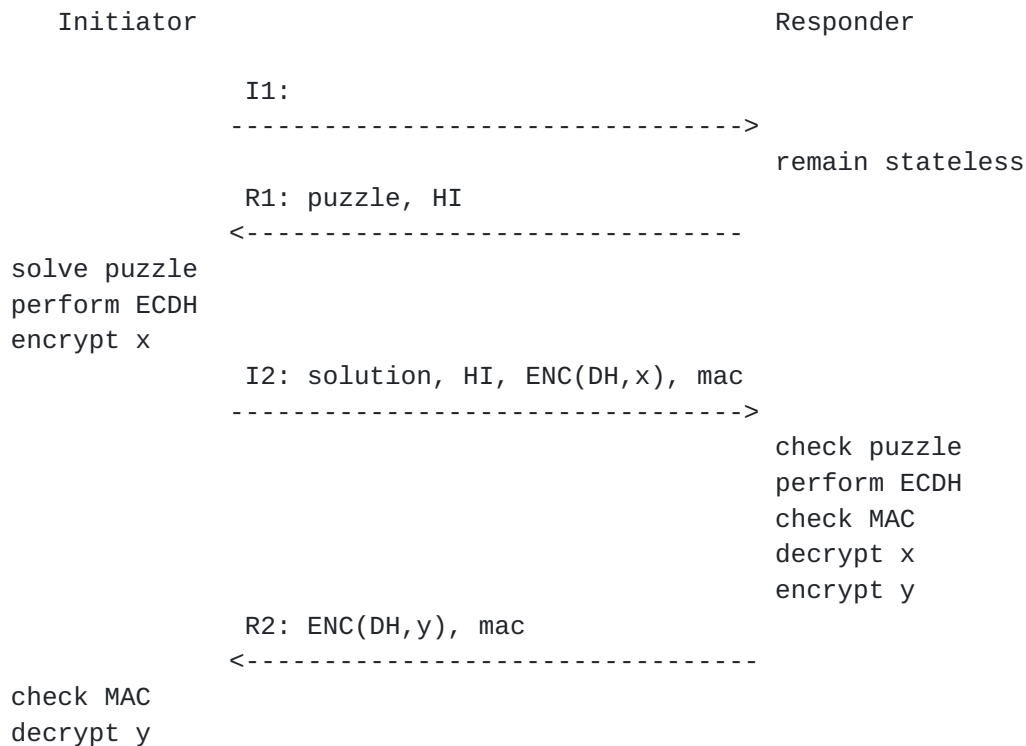 Initiator Responder
I1:
--------------------------------->
remain stateless
R1: puzzle, HI
<--------------------------------
solve puzzle
perform ECDH
encrypt x
I2: solution, HI, ENC(DH,x), mac
--------------------------------->
check puzzle
perform ECDH
check MAC
decrypt x
encrypt y
R2: ENC(DH,y), mac
<---------------------------------
check MAC
decrypt y